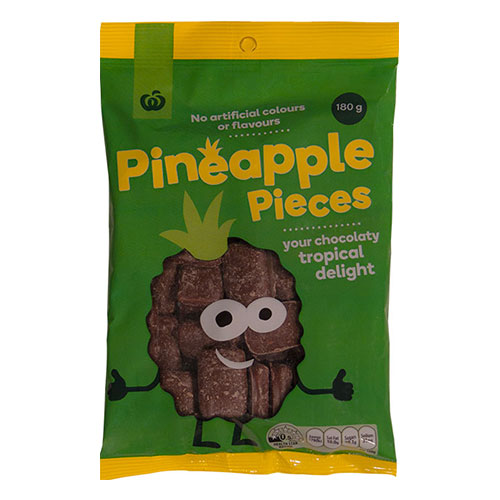 No artificial colours
or flavours
180 g
Pineapple
Pieces
your chocolaty
tropical
delight